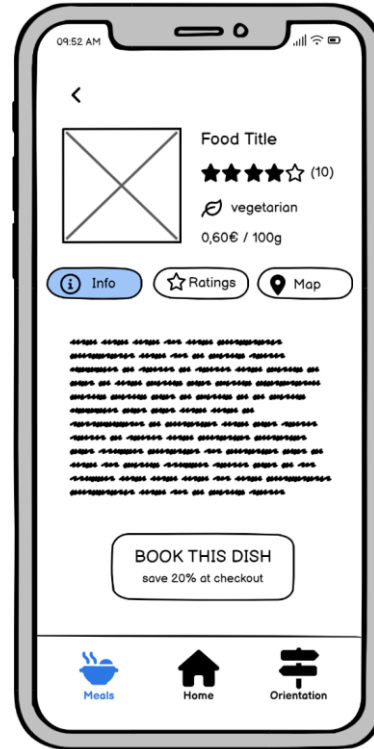 09:52 AM
Food Title
(10)
vegetarian
0,60€ / 100g
Info
Ratings
Map
BOOK THIS DISH
save 20% at checkout
Meals
Home
Orientation